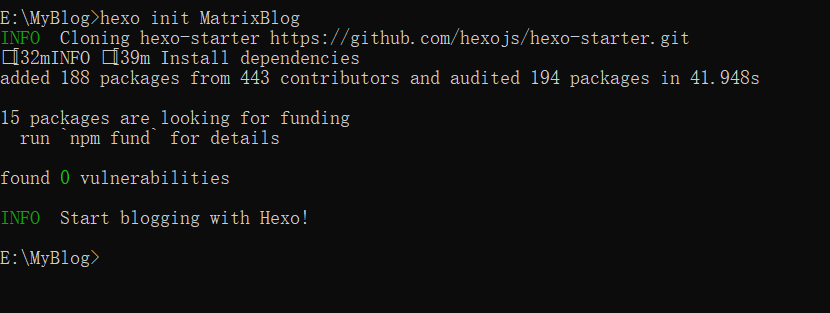 E:\MyBlog>hexo init MatrixBlog
INFO  Cloning hexo-starter https://github.com/hexojs/hexo-starter.git
□[32mINFO □[39m Install dependencies
added 188 packages from 443 contributors and audited 194 packages in 41.948s
15 packages are looking for funding
  run `npm fund` for details
found 0 vulnerabilities
INFO  Start blogging with Hexo!
E:\MyBlog>